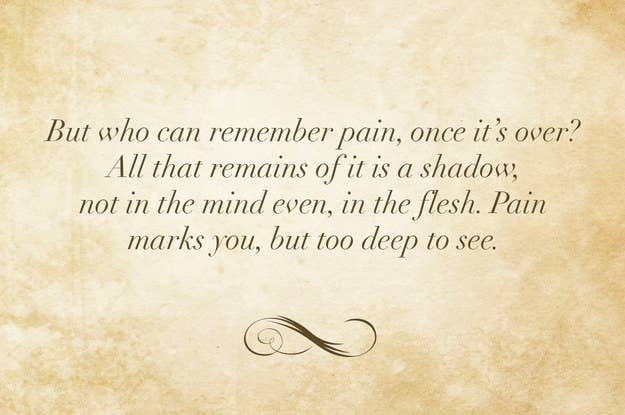 But who can remember pain, once it’s over?
All that remains of it is a shadow,
not in the mind even, in the flesh. Pain
marks you, but too deep to see.